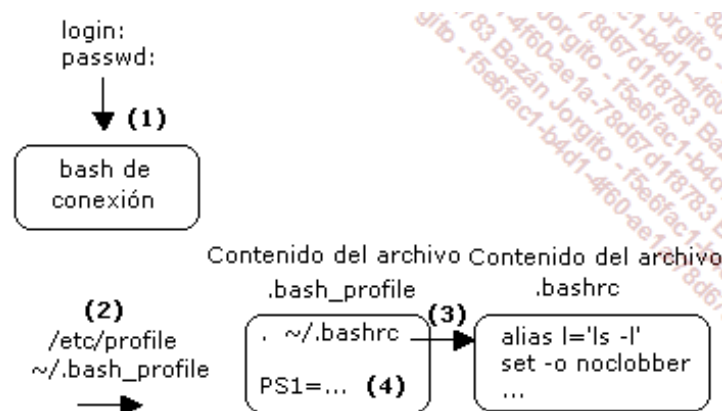 login:
passwd:
(1)
bash de
conexión
Contenido del archivo
.bash_profile
Contenido del archivo
.bashrc
(2)
/etc/profile
~/.bash_profile
. ~/.bashrc
PS1=... (4)
(3)
alias l='ls -l'
set -o noclobber
...